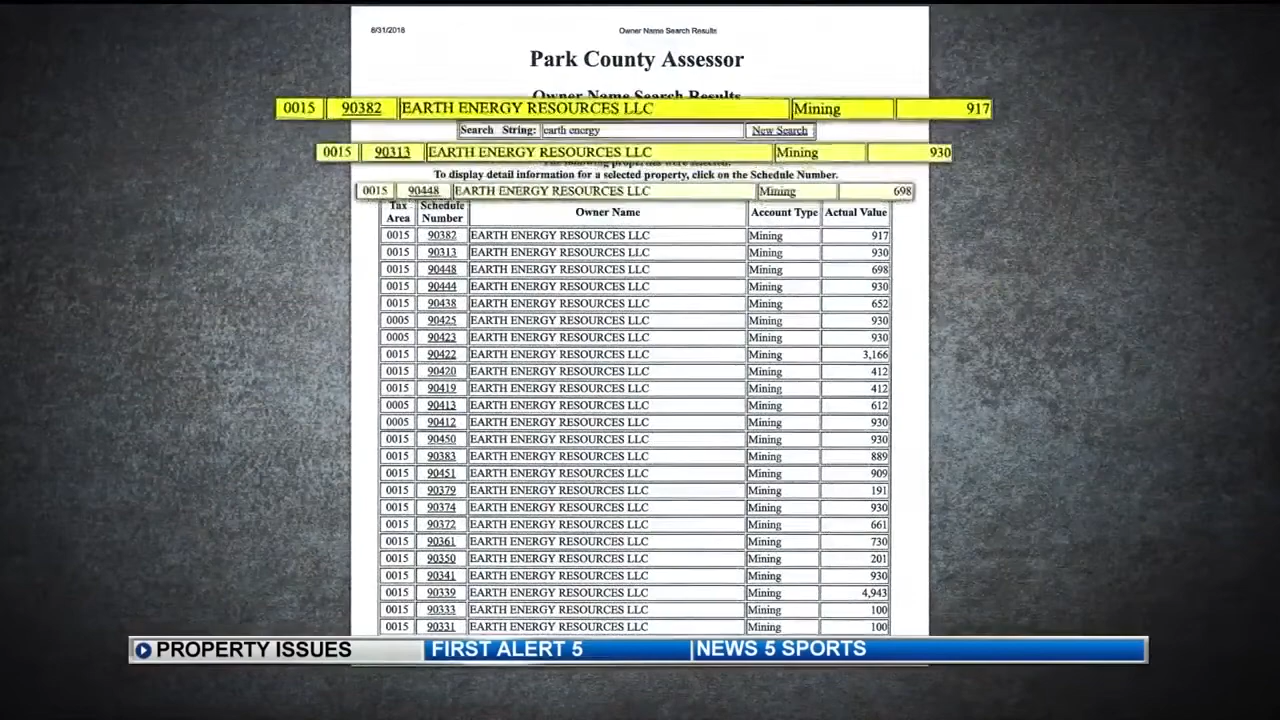 8/31/2018 Owner Name Search Results
Park County Assessor
Owner Name Search Results
0015 90382 EARTH ENERGY RESOURCES LLC Mining 917
Search String: earth energy New Search
0015 90313 EARTH ENERGY RESOURCES LLC Mining 930
The following properties were selected.
To display detail information for a selected property, click on the Schedule Number.
0015 90448 EARTH ENERGY RESOURCES LLC Mining 698
Tax Area Schedule Number Owner Name Account Type Actual Value
0015 90382 EARTH ENERGY RESOURCES LLC Mining 917
0015 90313 EARTH ENERGY RESOURCES LLC Mining 930
0015 90448 EARTH ENERGY RESOURCES LLC Mining 698
0015 90444 EARTH ENERGY RESOURCES LLC Mining 930
0015 90438 EARTH ENERGY RESOURCES LLC Mining 652
0005 90425 EARTH ENERGY RESOURCES LLC Mining 930
0005 90423 EARTH ENERGY RESOURCES LLC Mining 930
0015 90422 EARTH ENERGY RESOURCES LLC Mining 3,166
0015 90420 EARTH ENERGY RESOURCES LLC Mining 412
0015 90419 EARTH ENERGY RESOURCES LLC Mining 412
0005 90413 EARTH ENERGY RESOURCES LLC Mining 612
0005 90412 EARTH ENERGY RESOURCES LLC Mining 930
0015 90450 EARTH ENERGY RESOURCES LLC Mining 930
0015 90383 EARTH ENERGY RESOURCES LLC Mining 889
0015 90451 EARTH ENERGY RESOURCES LLC Mining 909
0015 90379 EARTH ENERGY RESOURCES LLC Mining 191
0015 90374 EARTH ENERGY RESOURCES LLC Mining 930
0015 90372 EARTH ENERGY RESOURCES LLC Mining 661
0015 90361 EARTH ENERGY RESOURCES LLC Mining 730
0015 90350 EARTH ENERGY RESOURCES LLC Mining 201
0015 90341 EARTH ENERGY RESOURCES LLC Mining 930
0015 90339 EARTH ENERGY RESOURCES LLC Mining 4,943
0015 90333 EARTH ENERGY RESOURCES LLC Mining 100
0015 90331 EARTH ENERGY RESOURCES LLC Mining 100
PROPERTY ISSUES FIRST ALERT 5 NEWS 5 SPORTS